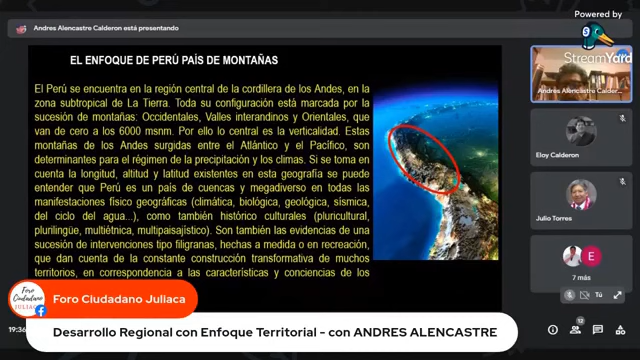 Andres Alencastre Calderon está presentando
Powered by
StreamYard
EL ENFOQUE DE PERÚ PAÍS DE MONTAÑAS
El Perú se encuentra en la región central de la cordillera de los Andes, en la
zona subtropical de La Tierra. Toda su configuración está marcada por la
sucesión de montañas: Occidentales, Valles interandinos y Orientales, que
van de cero a los 6000 msnm. Por ello lo central es la verticalidad. Estas
montañas de los Andes surgidas entre el Atlántico y el Pacífico, son
determinantes para el régimen de la precipitación y los climas. Si se toma en
cuenta la longitud, altitud y latitud existentes en esta geografía se puede
entender que Perú es un país de cuencas y megadiverso en todas las
manifestaciones físico geográficas (climática, biológica, geológica, sísmica,
del ciclo del agua...), como también histórico culturales (pluricultural,
plurilingüe, multiétnica, multipaisajístico). Son también las evidencias de una
sucesión de intervenciones tipo filigranas, hechas a medida o en recreación,
que dan cuenta de la constante construcción transformativa de muchos
territorios, en correspondencia a las características y conciencias de los
Andres Alencastre Calder...
Eloy Calderon
Julio Torres
E
7 más
Tú
12
19:36
Foro Ciudadano
JULIACA
Foro Ciudadano Juliaca
Desarrollo Regional con Enfoque Territorial - con ANDRES ALENCASTRE